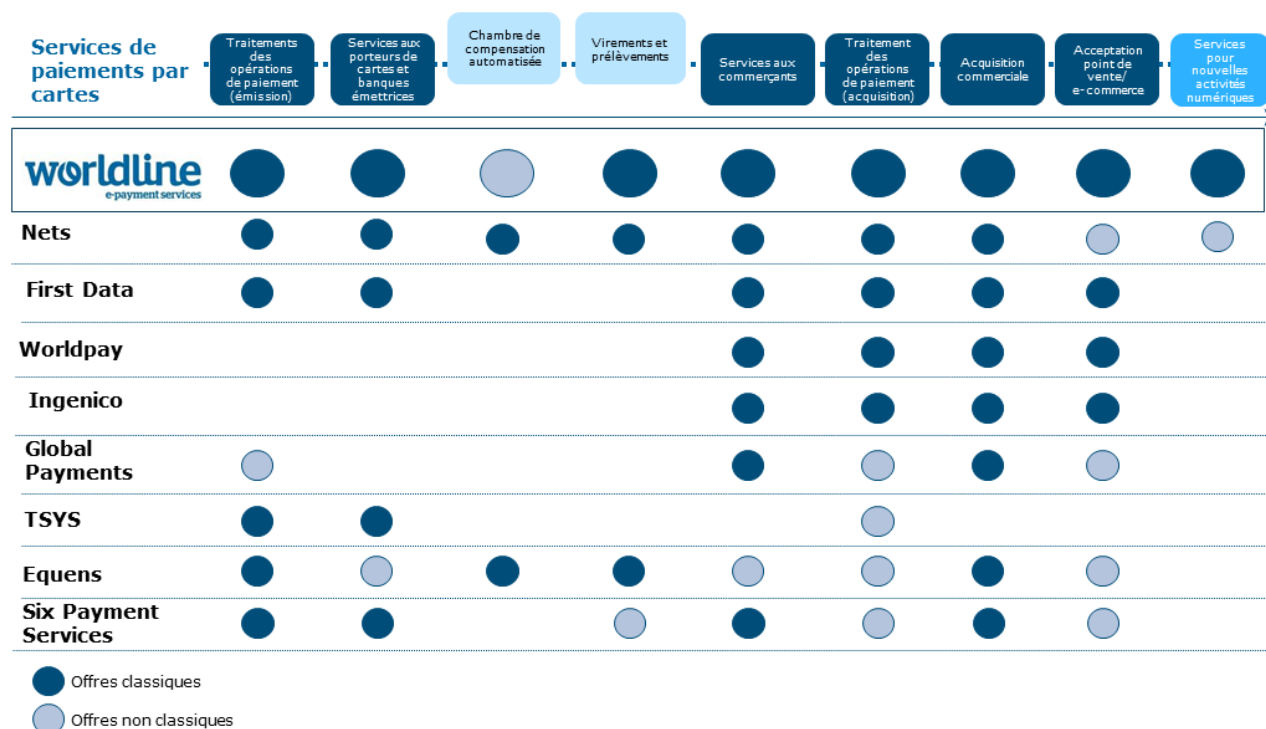 Services de
paiements par
cartes
Traitements
des
opérations
de paiement
(émission)
Services aux
porteurs de
cartes et
banques
émettrices
Chambre de
compensation
automatisée
Virements et
prélèvements
Services aux
commerçants
Traitement
des
opérations
de paiement
(acquisition)
Acquisition
commerciale
Acceptation
point de
vente/
e-commerce
Services
pour
nouvelles
activités
numériques
worldline
e-payment services
Nets
First Data
Worldpay
Ingenico
Global
Payments
TSYS
Equens
Six Payment
Services
Offres classiques
Offres non classiques